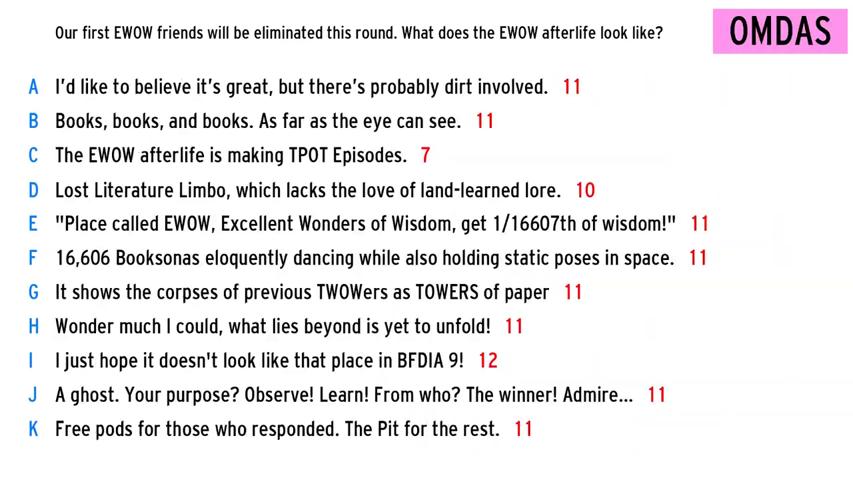 Our first EWOW friends will be eliminated this round. What does the EWOW afterlife look like?
OMDAS
A I'd like to believe it's great, but there's probably dirt involved. 11
B Books, books, and books. As far as the eye can see. 11
C The EWOW afterlife is making TPOT Episodes. 7
D Lost Literature Limbo, which lacks the love of land-learned lore. 10
E "Place called EWOW, Excellent Wonders of Wisdom, get 1/16607th of wisdom!" 11
F 16,606 Booksonas eloquently dancing while also holding static poses in space. 11
G It shows the corpses of previous TWOWers as TOWERS of paper 11
H Wonder much I could, what lies beyond is yet to unfold! 11
I I just hope it doesn't look like that place in BFDIA 9! 12
J A ghost. Your purpose? Observe! Learn! From who? The winner! Admire... 11
K Free pods for those who responded. The Pit for the rest. 11